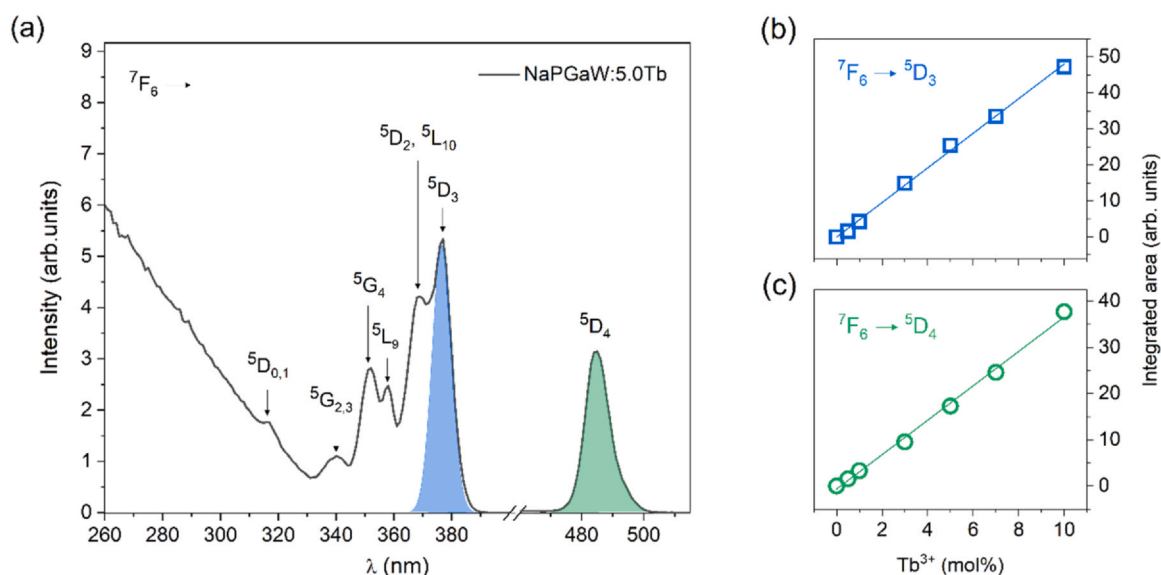 (a)
9
8
7
6
5
4
3
2
1
0
Intensity (arb.units)
⁷F₆ →
NaPGaW:5.0Tb
⁵D₀,₁
⁵G₂,₃
⁵G₄
⁵L₉
⁵D₂, ⁵L₁₀
⁵D₃
⁵D₄
260 280 300 320 340 360 380 480 500
λ (nm)
(b)
⁷F₆ → ⁵D₃
50
40
30
20
10
0
(c)
⁷F₆ → ⁵D₄
40
30
20
10
0
Integrated area (arb. units)
0 2 4 6 8 10
Tb³⁺ (mol%)